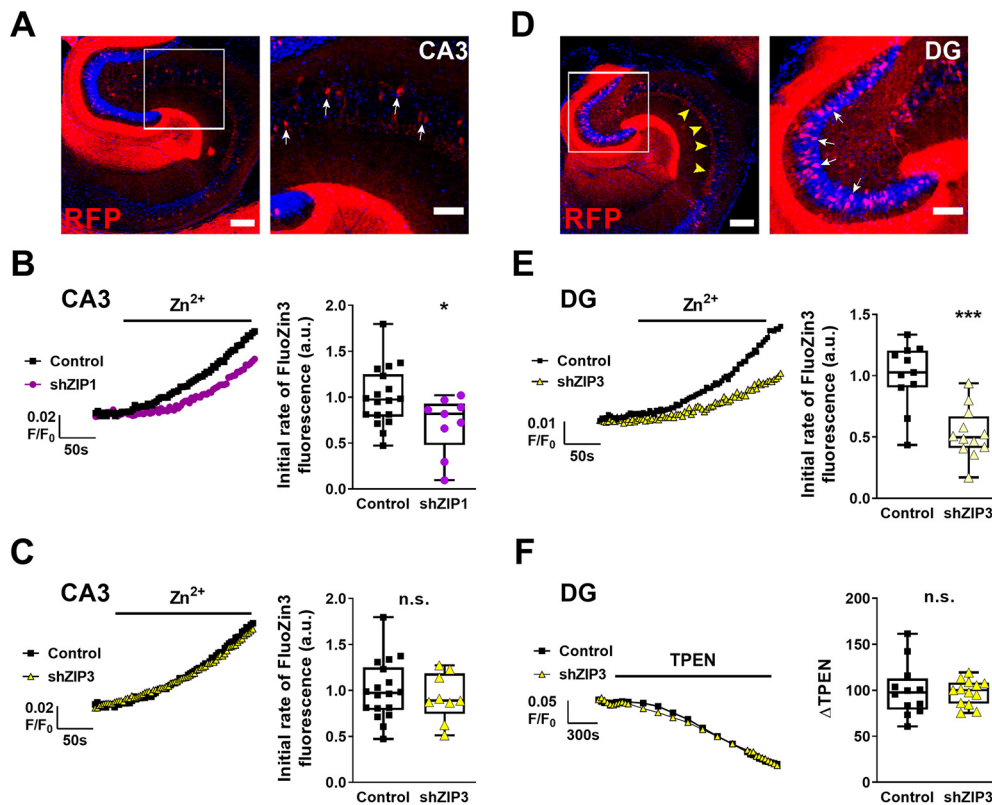 A
CA3
RFP
D
DG
RFP
B
CA3
Zn2+
Control
shZIP1
0.02
F/F0
50s
Initial rate of FluoZin3
fluorescence (a.u.)
2.0
1.5
1.0
0.5
0.0
*
Control shZIP1
E
DG
Zn2+
Control
shZIP3
0.01
F/F0
50s
Initial rate of FluoZin3
fluorescence (a.u.)
1.5
1.0
0.5
0.0
***
Control shZIP3
C
CA3
Zn2+
Control
shZIP3
0.02
F/F0
50s
Initial rate of FluoZin3
fluorescence (a.u.)
2.0
1.5
1.0
0.5
0.0
n.s.
Control shZIP3
F
DG
Control
shZIP3
TPEN
0.05
F/F0
300s
ΔTPEN
200
150
100
50
0
n.s.
Control shZIP3